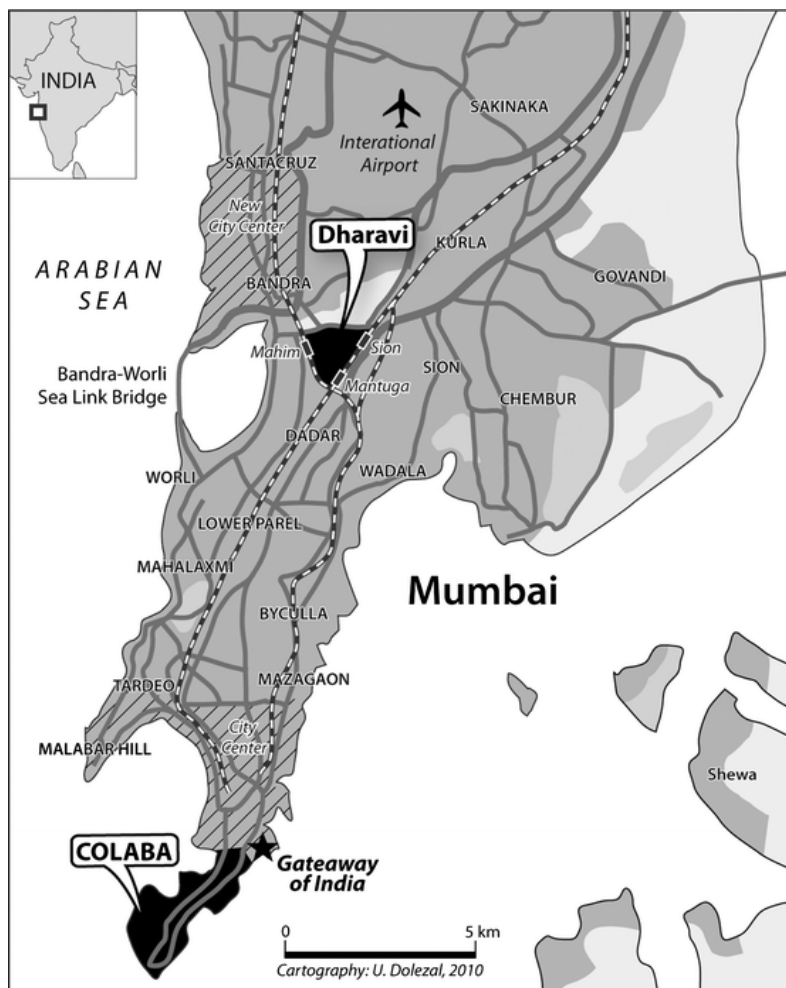 INDIA
SAKINAKA
Interational
Airport
SANTACRUZ
New
City Center
Dharavi
KURLA
ARABIAN
SEA
BANDRA
GOVANDI
Mahim
Sion
SION
Bandra-Worli
Sea Link Bridge
Mantuga
CHEMBUR
DADAR
WORLI
WADALA
LOWER PAREL
MAHALAXMI
Mumbai
BYCULLA
TARDEO
MAZAGAON
City
Center
MALABAR HILL
Shewa
COLABA
Gateaway
of India
0 5 km
Cartography: U. Dolezal, 2010